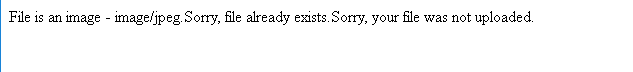 File is an image - image/jpeg.Sorry, file already exists.Sorry, your file was not uploaded.